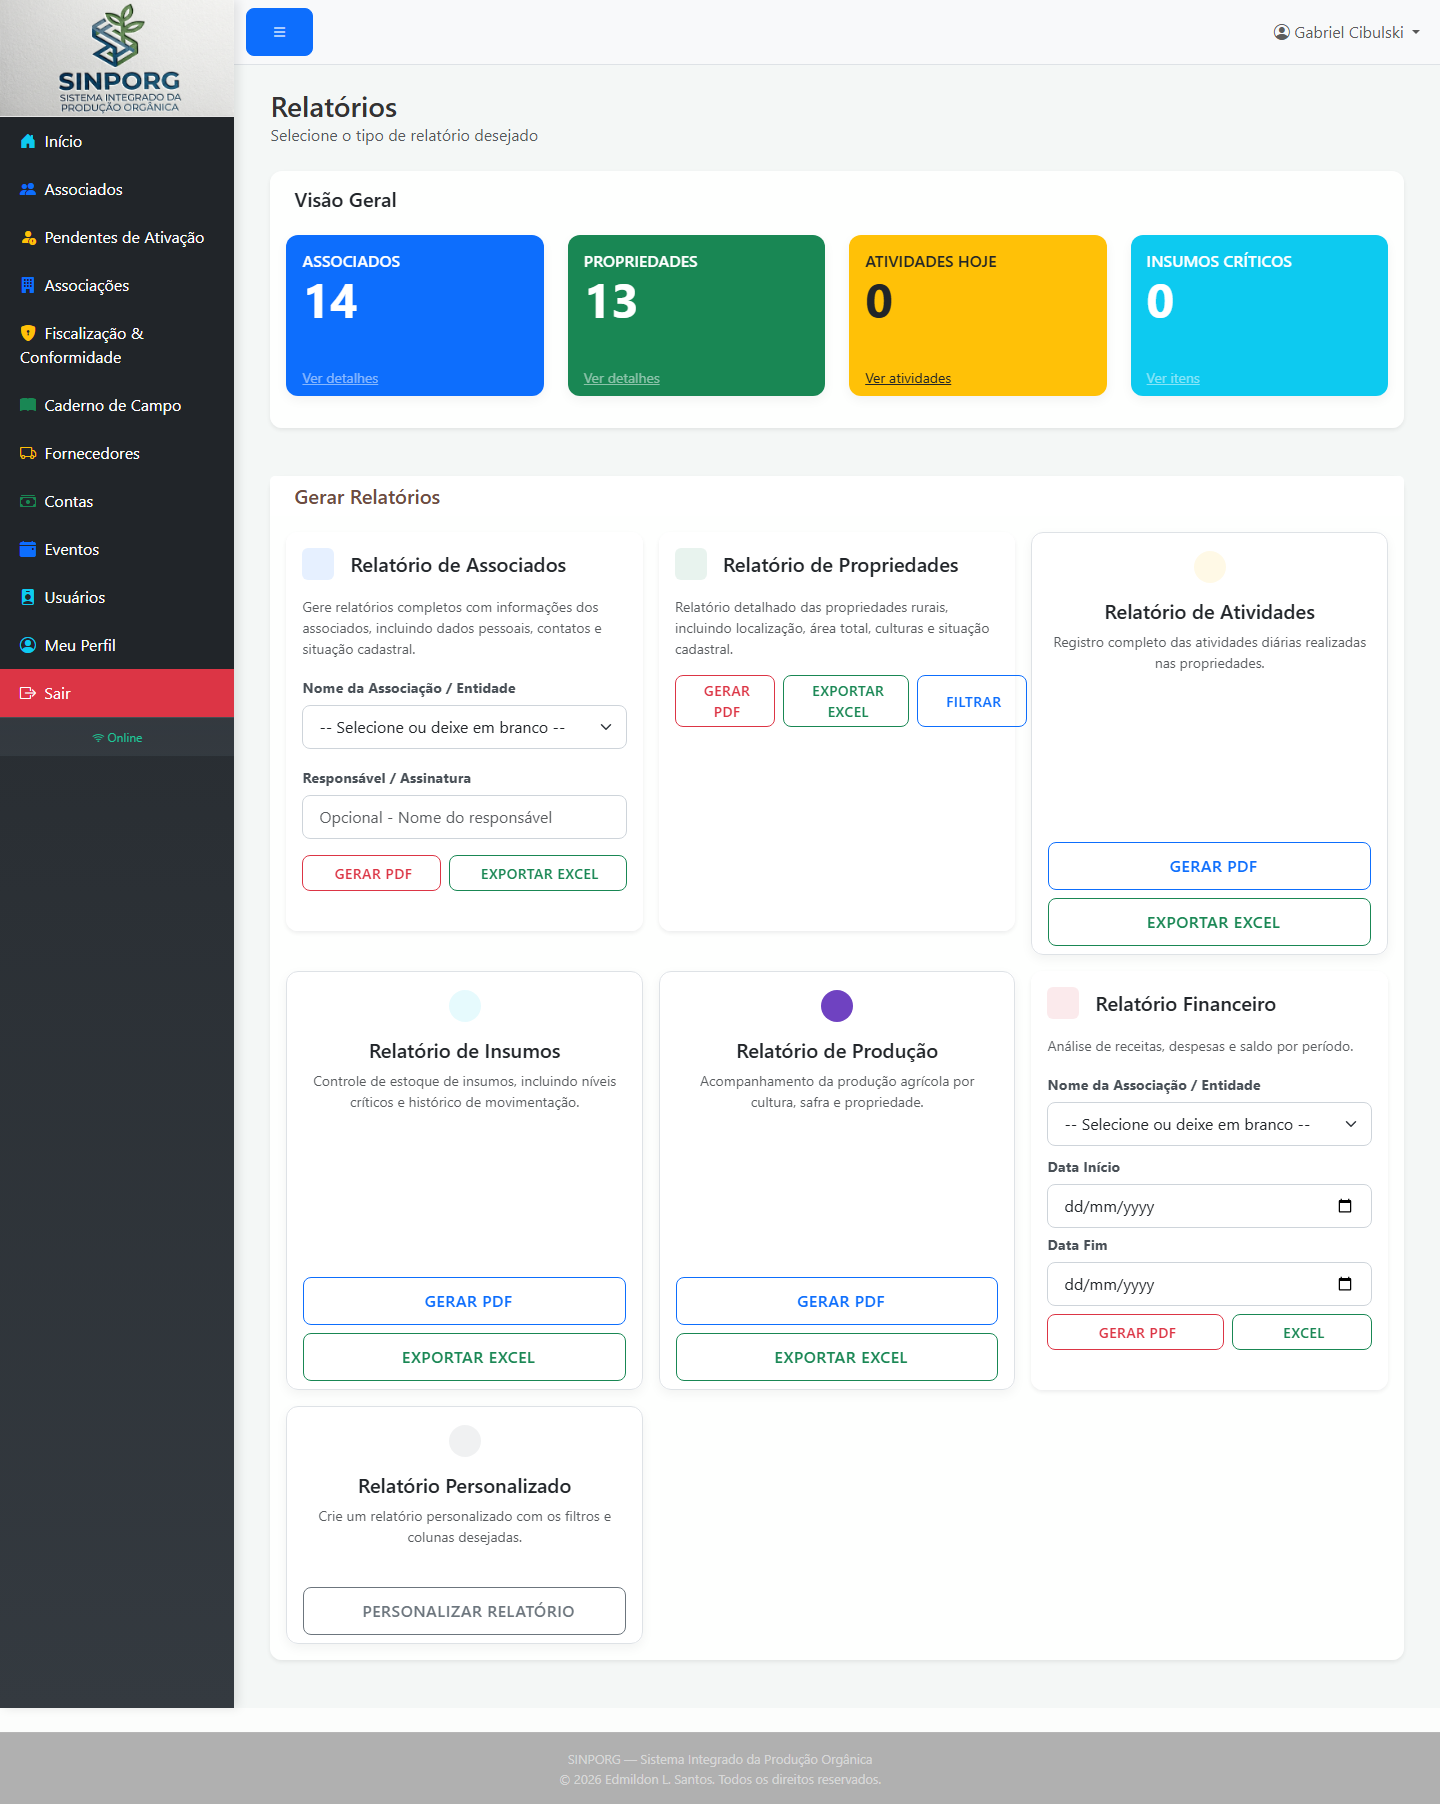 SINPORG
SISTEMA INTEGRADO DA
PRODUÇÃO ORGÂNICA
Início
Associados
Pendentes de Ativação
Associações
Fiscalização &
Conformidade
Caderno de Campo
Fornecedores
Contas
Eventos
Usuários
Meu Perfil
Sair
Online
Gabriel Cibulski
Relatórios
Selecione o tipo de relatório desejado
Visão Geral
ASSOCIADOS
14
Ver detalhes
PROPRIEDADES
13
Ver detalhes
ATIVIDADES HOJE
0
Ver atividades
INSUMOS CRÍTICOS
0
Ver itens
Gerar Relatórios
Relatório de Associados
Gere relatórios completos com informações dos
associados, incluindo dados pessoais, contatos e
situação cadastral.
Nome da Associação / Entidade
-- Selecione ou deixe em branco --
Responsável / Assinatura
Opcional - Nome do responsável
GERAR PDF
EXPORTAR EXCEL
Relatório de Propriedades
Relatório detalhado das propriedades rurais,
incluindo localização, área total, culturas e situação
cadastral.
GERAR
PDF
EXPORTAR
EXCEL
FILTRAR
Relatório de Atividades
Registro completo das atividades diárias realizadas
nas propriedades.
GERAR PDF
EXPORTAR EXCEL
Relatório de Insumos
Controle de estoque de insumos, incluindo níveis
críticos e histórico de movimentação.
GERAR PDF
EXPORTAR EXCEL
Relatório de Produção
Acompanhamento da produção agrícola por
cultura, safra e propriedade.
GERAR PDF
EXPORTAR EXCEL
Relatório Financeiro
Análise de receitas, despesas e saldo por período.
Nome da Associação / Entidade
-- Selecione ou deixe em branco --
Data Início
dd/mm/yyyy
Data Fim
dd/mm/yyyy
GERAR PDF
EXCEL
Relatório Personalizado
Crie um relatório personalizado com os filtros e
colunas desejadas.
PERSONALIZAR RELATÓRIO
SINPORG — Sistema Integrado da Produção Orgânica
© 2026 Edmildon L. Santos. Todos os direitos reservados.